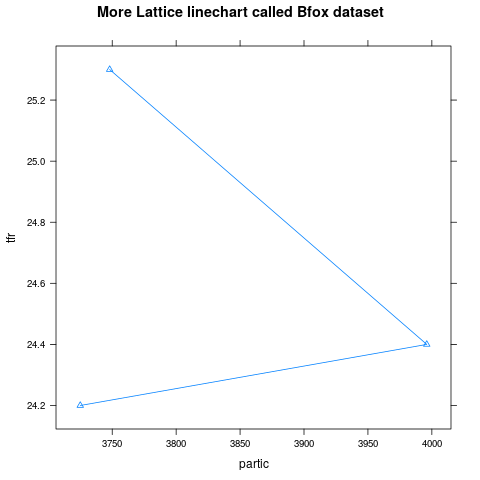 More Lattice linechart called Bfox dataset
25.2
25.0
24.8
24.6
24.4
24.2
tfr
3750 3800 3850 3900 3950 4000
partic